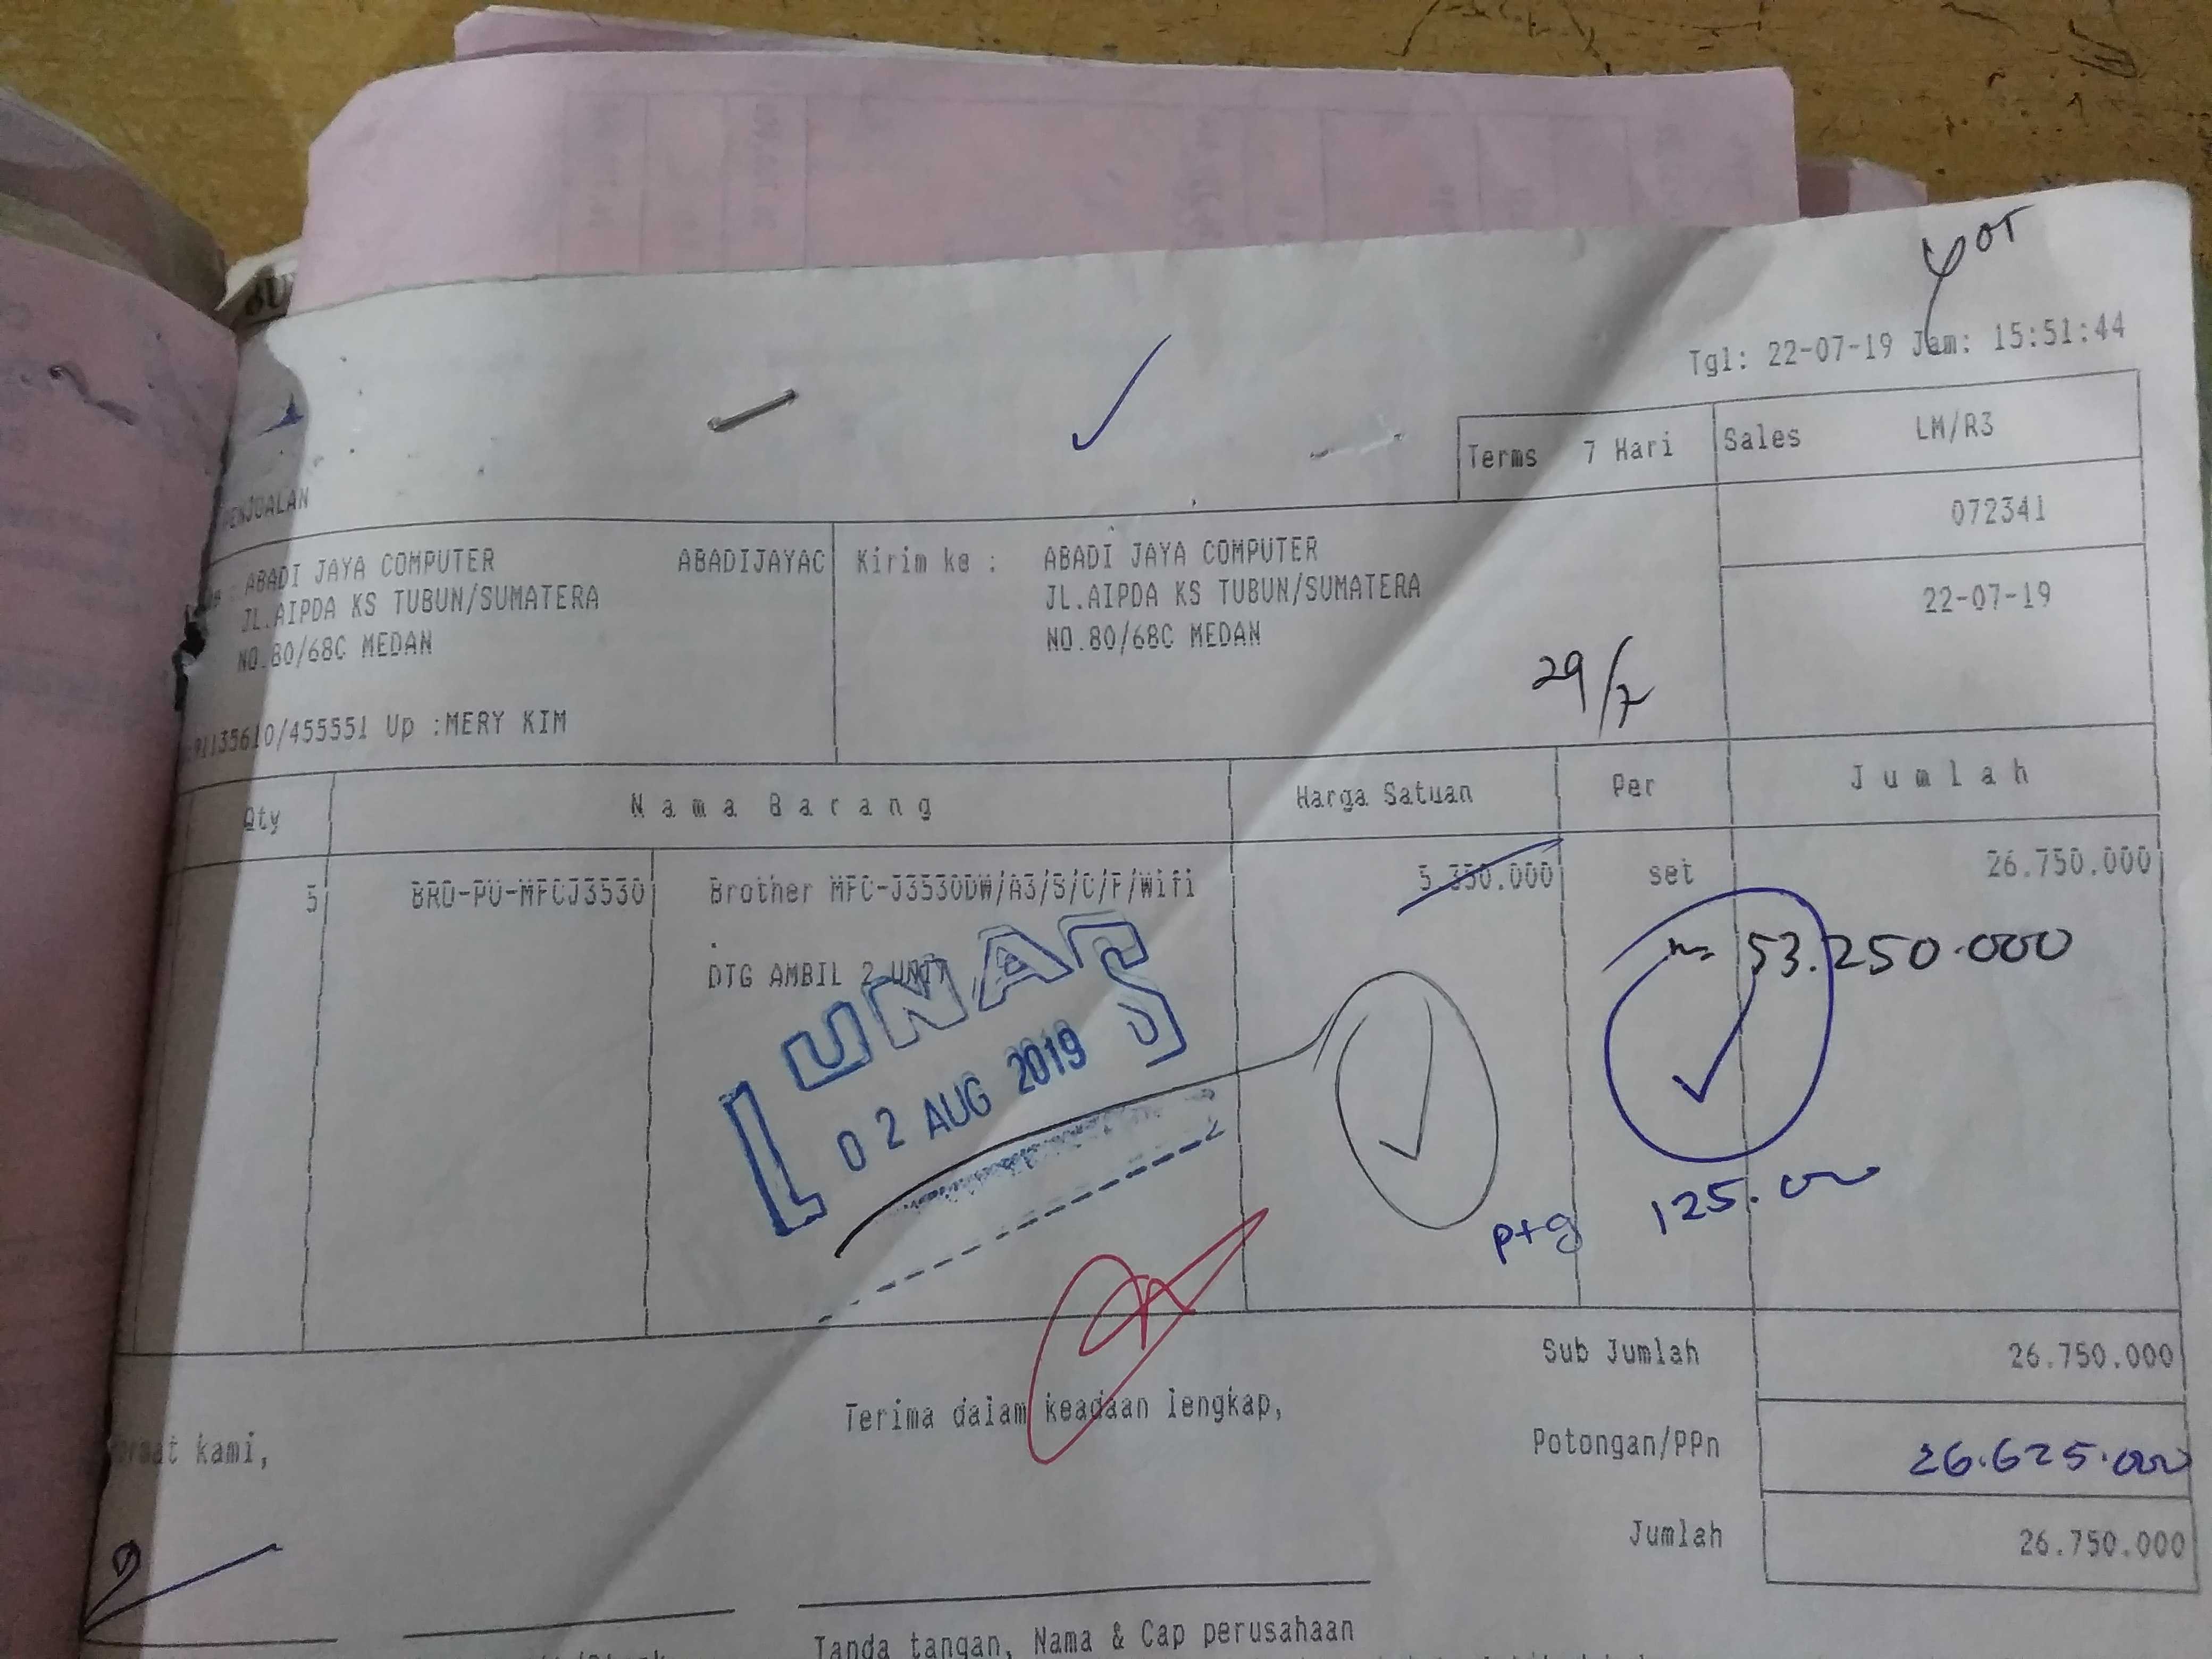 Tgl: 22-07-19 Jam: 15:51:44
Terms 7 Hari Sales LM/R3
PENJUALAN
072341
ABADI JAYA COMPUTER ABADIJAYAC Kirim ke : ABADI JAYA COMPUTER
JL.AIPDA KS TUBUN/SUMATERA JL.AIPDA KS TUBUN/SUMATERA
22-07-19
NO.80/68C MEDAN NO.80/68C MEDAN
29/7
91135610/455551 Up :MERY KIM
Qty Nama Barang Harga Satuan Per Jumlah
5 BRO-PU-MFCJ3530 Brother MFC-J3530DW/A3/S/C/F/Wifi 5.350.000 set 26.750.000
.
53.250.000
DTG AMBIL 2 UNIT
LUNAS
02 AUG 2019
ptg 125.000
Sub Jumlah 26.750.000
Terima dalam keadaan lengkap,
kami,
Potongan/PPn 26.625.000
Jumlah 26.750.000
Tanda tangan, Nama & Cap perusahaan